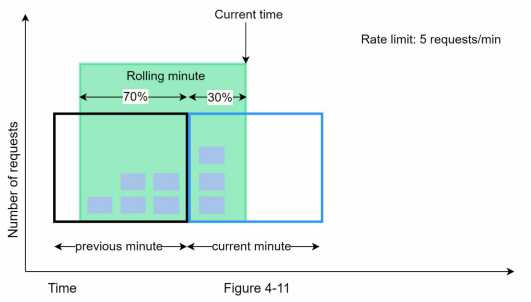 Current time
Rate limit: 5 requests/min
Rolling minute
70%
30%
Number of requests
previous minute
current minute
Time
Figure 4-11